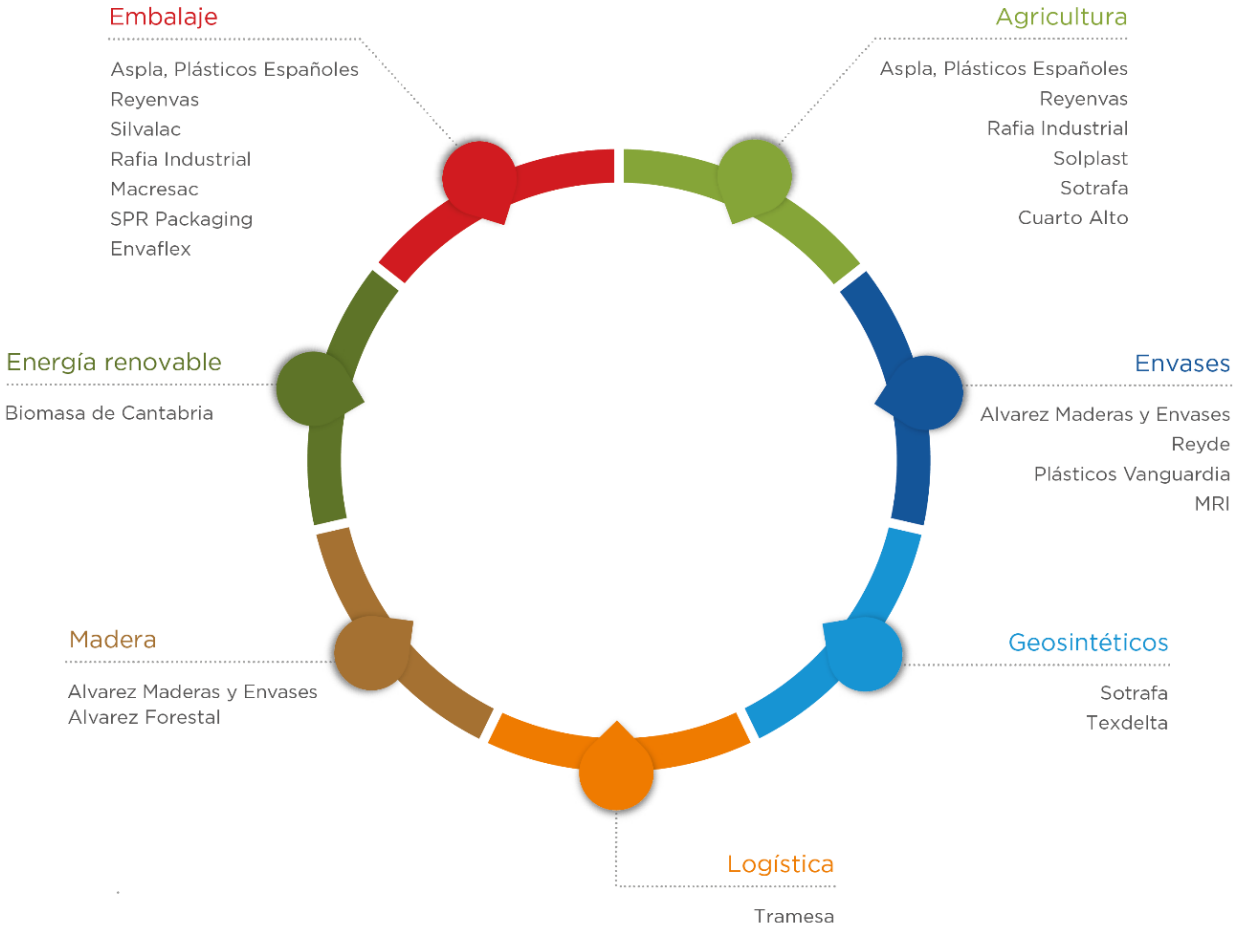 Embalaje
Aspla, Plásticos Españoles
Reyenvas
Silvalac
Rafia Industrial
Macresac
SPR Packaging
Envaflex
Agricultura
Aspla, Plásticos Españoles
Reyenvas
Rafia Industrial
Solplast
Sotrafa
Cuarto Alto
Energía renovable
Biomasa de Cantabria
Envases
Alvarez Maderas y Envases
Reyde
Plásticos Vanguardia
MRI
Madera
Alvarez Maderas y Envases
Alvarez Forestal
Geosintéticos
Sotrafa
Texdelta
Logística
Tramesa